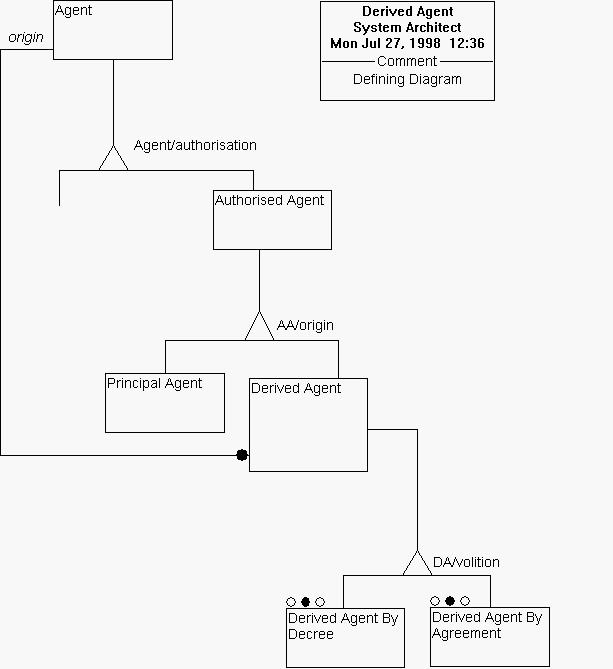 Agent
origin
Derived Agent
System Architect
Mon Jul 27, 1998 12:36
Comment
Defining Diagram
Agent/authorisation
Authorised Agent
AA/origin
Principal Agent
Derived Agent
DA/volition
Derived Agent By
Decree
Derived Agent By
Agreement